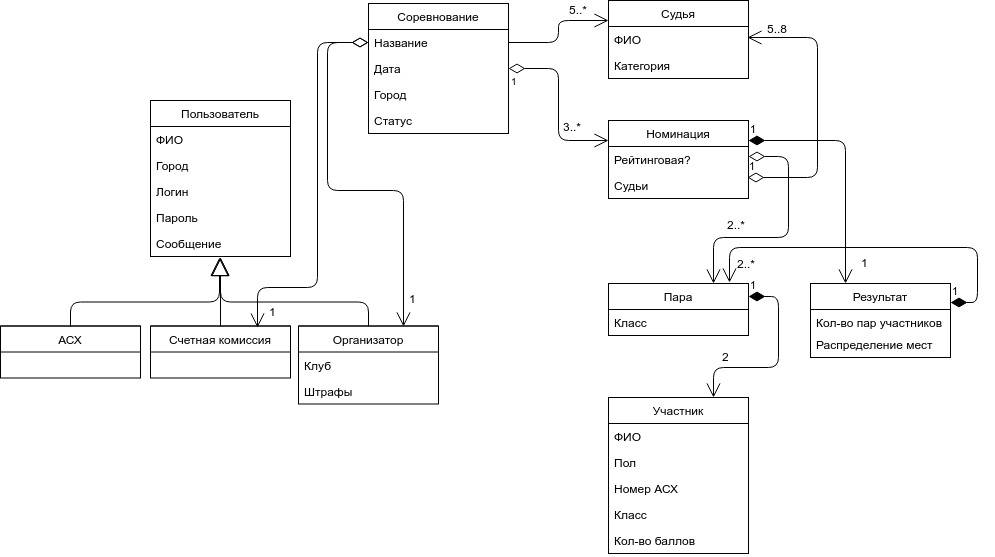 Соревнование
Название
Дата
Город
Статус
1
5..*
3..*
Судья
ФИО
Категория
5..8
Номинация
Рейтинговая?
Судьи
1
1
2..*
2..*
1
Пользователь
ФИО
Город
Логин
Пароль
Сообщение
1
1
АСХ
Счетная комиссия
Организатор
Клуб
Штрафы
Пара
Класс
1
2
Результат
Кол-во пар участников
Распределение мест
1
Участник
ФИО
Пол
Номер АСХ
Класс
Кол-во баллов